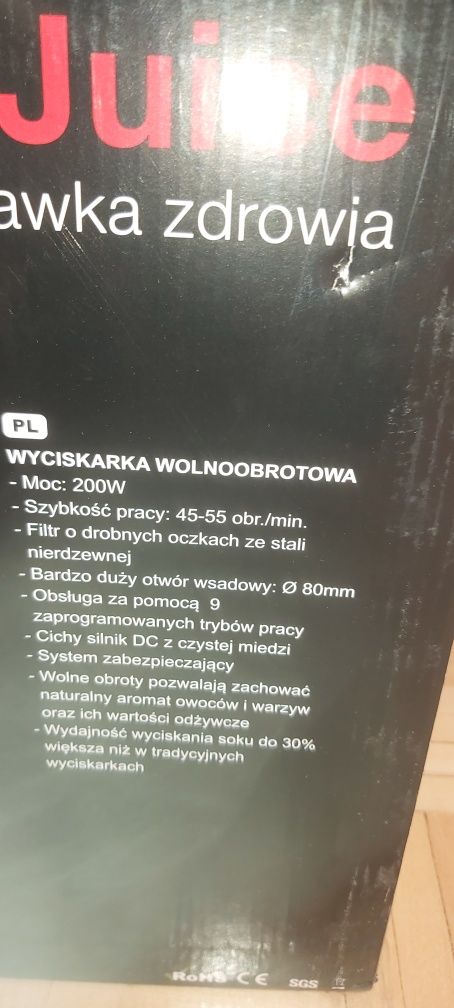 Juice
awka zdrowia
PL
WYCISKARKA WOLNOOBROTOWA
- Moc: 200W
- Szybkość pracy: 45-55 obr./min.
- Filtr o drobnych oczkach ze stali
nierdzewnej
- Bardzo duży otwór wsadowy: Ø 80mm
- Obsługa za pomocą 9
zaprogramowanych trybów pracy
- Cichy silnik DC z czystej miedzi
- System zabezpieczający
- Wolne obroty pozwalają zachować
naturalny aromat owoców i warzyw
oraz ich wartości odżywcze
- Wydajność wyciskania soku do 30%
większa niż w tradycyjnych
wyciskarkach
RoHS CE SGS